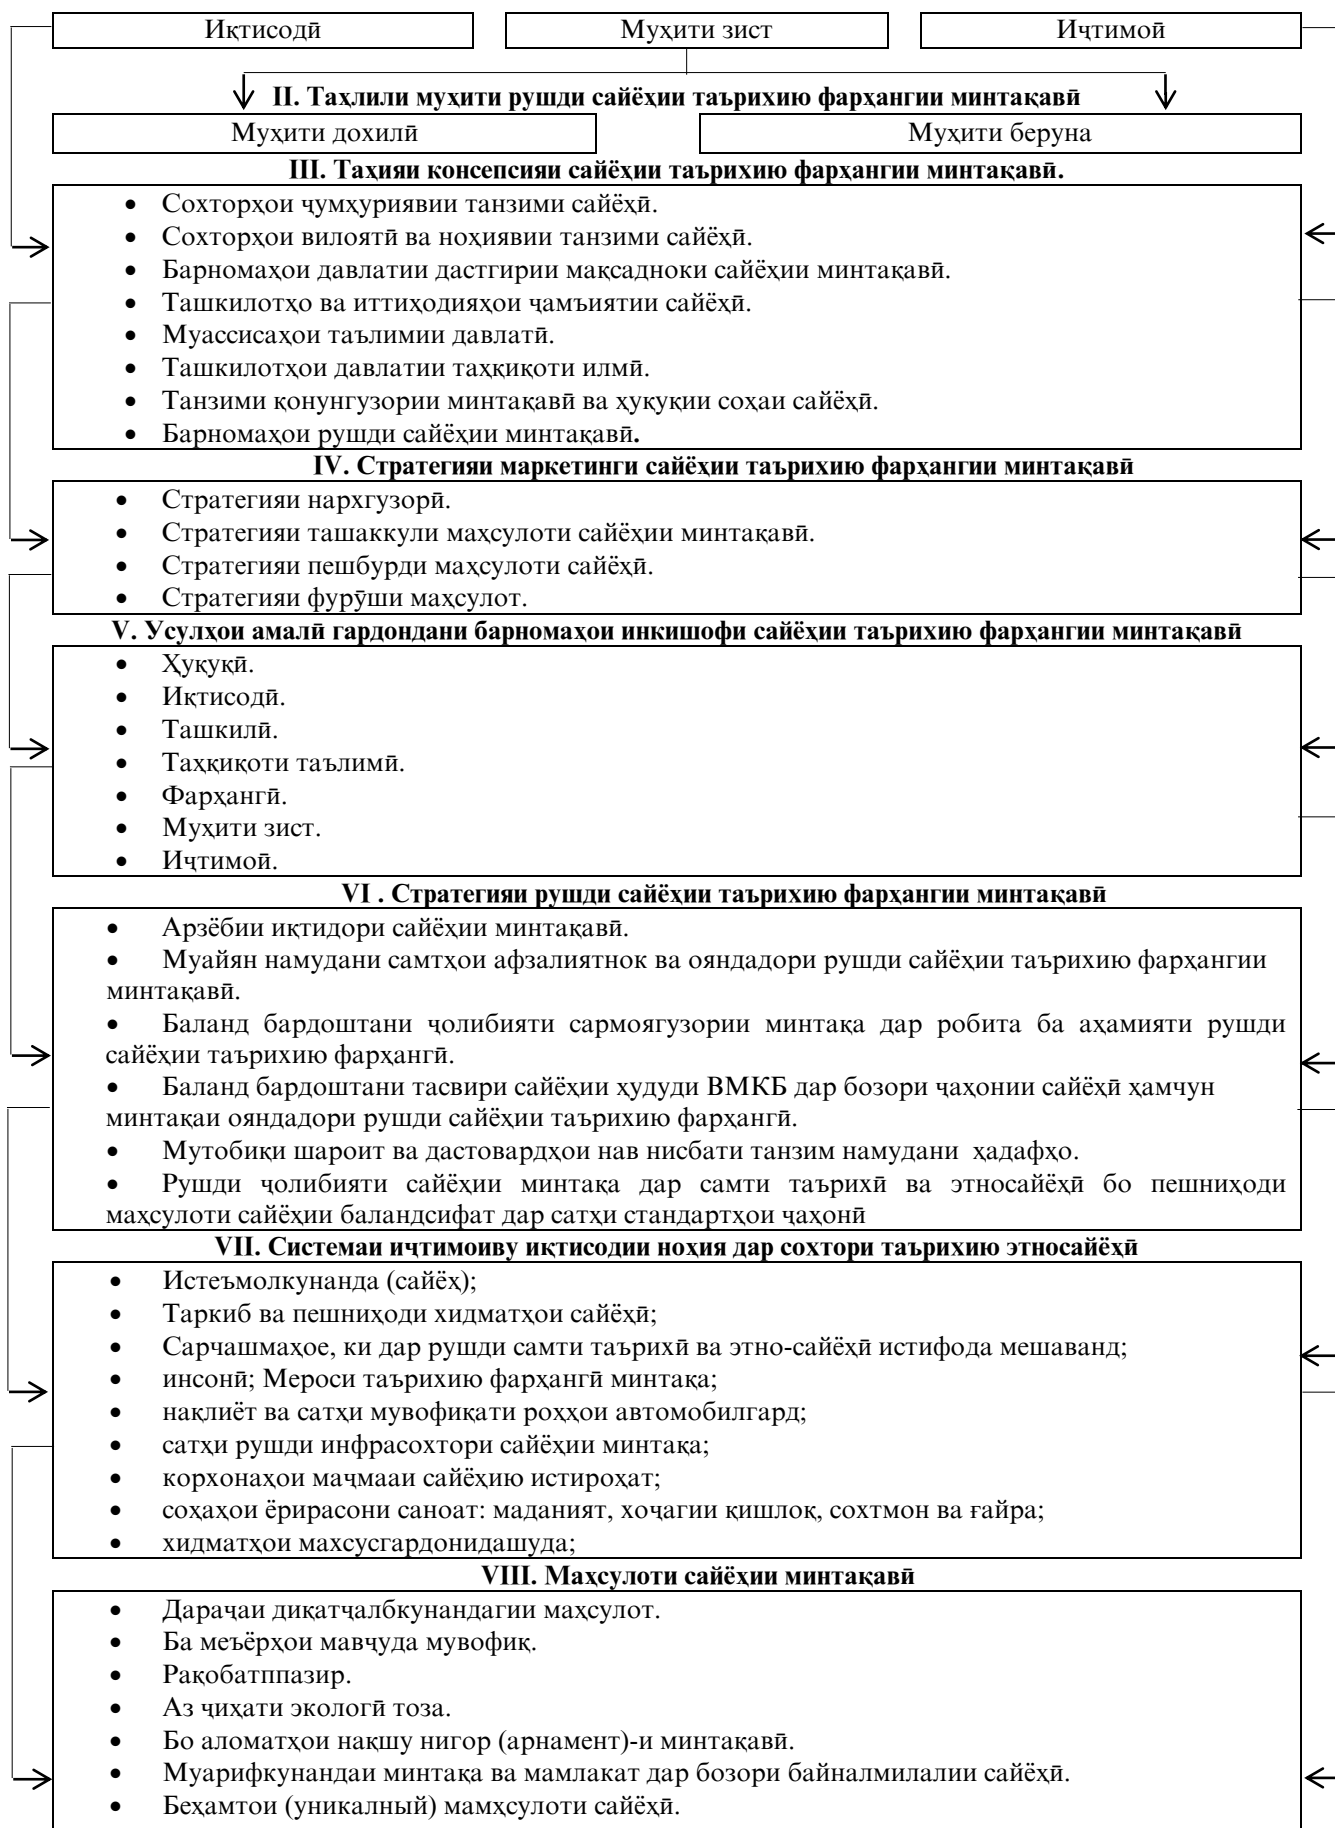 Иқтисодӣ
Муҳити зист
Иҷтимоӣ
II. Таҳлили муҳити рушди сайёҳии таърихию фарҳангии минтақавӣ
Муҳити дохилӣ
Муҳити беруна
III. Таҳияи консепсияи сайёҳии таърихию фарҳангии минтақавӣ.
• Сохторҳои ҷумҳуриявии танзими сайёҳӣ.
• Сохторҳои вилоятӣ ва ноҳиявии танзими сайёҳӣ.
• Барномаҳои давлатии дастгирии мақсадноки сайёҳии минтақавӣ.
• Ташкилотҳо ва иттиҳодияҳои ҷамъиятии сайёҳӣ.
• Муассисаҳои таълимии давлатӣ.
• Ташкилотҳои давлатии таҳқиқоти илмӣ.
• Танзими қонунгузории минтақавӣ ва ҳуқуқии соҳаи сайёҳӣ.
• Барномаҳои рушди сайёҳии минтақавӣ.
IV. Стратегияи маркетинги сайёҳии таърихию фарҳангии минтақавӣ
• Стратегияи нархгузорӣ.
• Стратегияи ташаккули маҳсулоти сайёҳии минтақавӣ.
• Стратегияи пешбурди маҳсулоти сайёҳӣ.
• Стратегияи фурӯши маҳсулот.
V. Усулҳои амалӣ гардондани барномаҳои инкишофи сайёҳии таърихию фарҳангии минтақавӣ
• Ҳуқуқӣ.
• Иқтисодӣ.
• Ташкилӣ.
• Таҳқиқоти таълимӣ.
• Фарҳангӣ.
• Муҳити зист.
• Иҷтимоӣ.
VI . Стратегияи рушди сайёҳии таърихию фарҳангии минтақавӣ
• Арзёбии иқтидори сайёҳии минтақавӣ.
• Муайян намудани самтҳои афзалиятнок ва ояндадори рушди сайёҳии таърихию фарҳангии
минтақавӣ.
• Баланд бардоштани ҷолибияти сармоягузории минтақа дар робита ба аҳамияти рушди
сайёҳии таърихию фарҳангӣ.
• Баланд бардоштани тасвири сайёҳии ҳудуди ВМКБ дар бозори ҷаҳонии сайёҳӣ ҳамчун
минтақаи ояндадори рушди сайёҳии таърихию фарҳангӣ.
• Мутобиқи шароит ва дастовардҳои нав нисбати танзим намудани ҳадафҳо.
• Рушди ҷолибияти сайёҳии минтақа дар самти таърихӣ ва этносайёҳӣ бо пешниҳоди
маҳсулоти сайёҳии баландсифат дар сатҳи стандартҳои ҷаҳонӣ
VII. Системаи иҷтимоиву иқтисодии ноҳия дар сохтори таърихию этносайёҳӣ
• Истеъмолкунанда (сайёҳ);
• Таркиб ва пешниҳоди хидматҳои сайёҳӣ;
• Сарчашмаҳое, ки дар рушди самти таърихӣ ва этно-сайёҳӣ истифода мешаванд;
• инсонӣ; Мероси таърихию фарҳангӣ минтақа;
• нақлиёт ва сатҳи мувофиқати роҳҳои автомобилгард;
• сатҳи рушди инфрасохтори сайёҳии минтақа;
• корхонаҳои маҷмааи сайёҳию истироҳат;
• соҳаҳои ёрирасони саноат: маданият, хоҷагии қишлоқ, сохтмон ва ғайра;
• хидматҳои махсусгардонидашуда;
VIII. Маҳсулоти сайёҳии минтақавӣ
• Дараҷаи диқатҷалбкунандагии маҳсулот.
• Ба меъёрҳои мавҷуда мувофиқ.
• Рақобатппазир.
• Аз ҷиҳати экологӣ тоза.
• Бо аломатҳои нақшу нигор (арнамент)-и минтақавӣ.
• Муарифкунандаи минтақа ва мамлакат дар бозори байналмилалии сайёҳӣ.
• Беҳамтои (уникалный) мамҳсулоти сайёҳӣ.